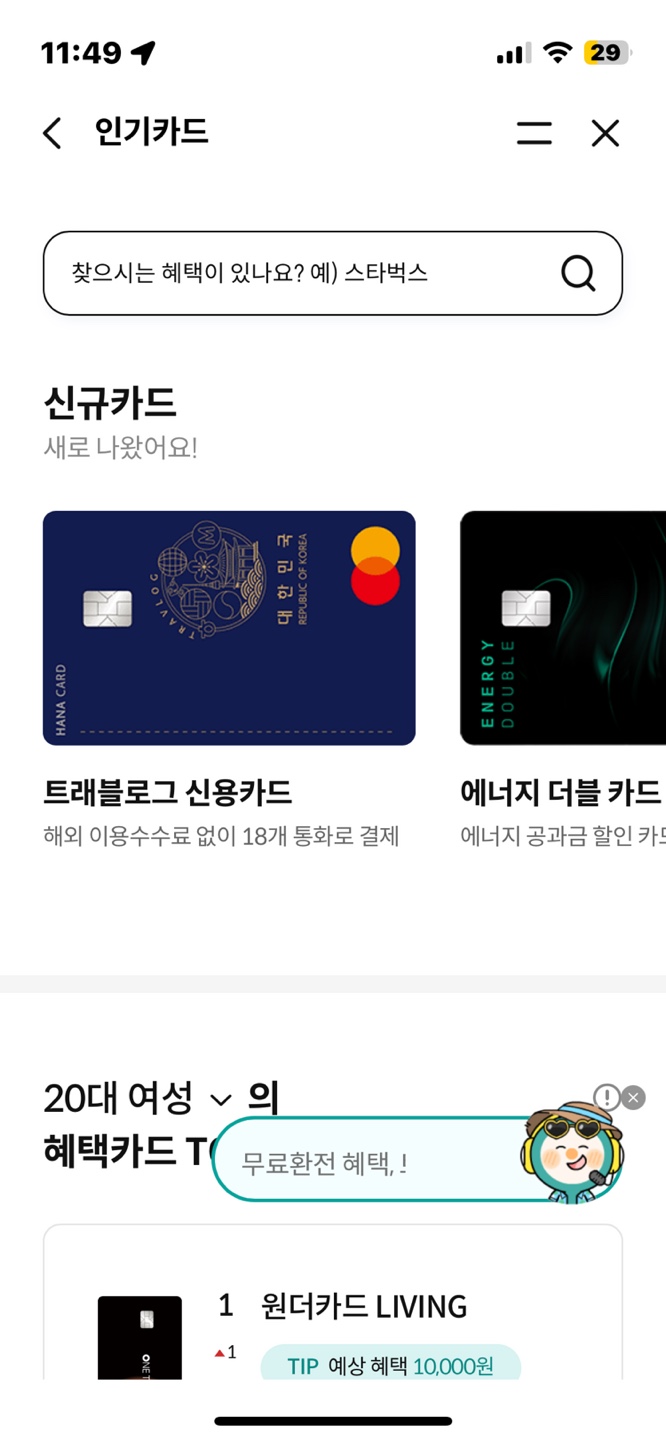 11:49
29
인기카드
찾으시는 혜택이 있나요? 예) 스타벅스
신규카드
새로 나왔어요!
TRAVLOG
대한민국
REPUBLIC OF KOREA
HANA CARD
ENERGY
DOUBLE
트래블로그 신용카드
에너지 더블 카드
해외 이용수수료 없이 18개 통화로 결제
에너지 공과금 할인
20대 여성 의
혜택카드
무료환전 혜택, !
1 원더카드 LIVING
1
TIP 예상 혜택 10,000원